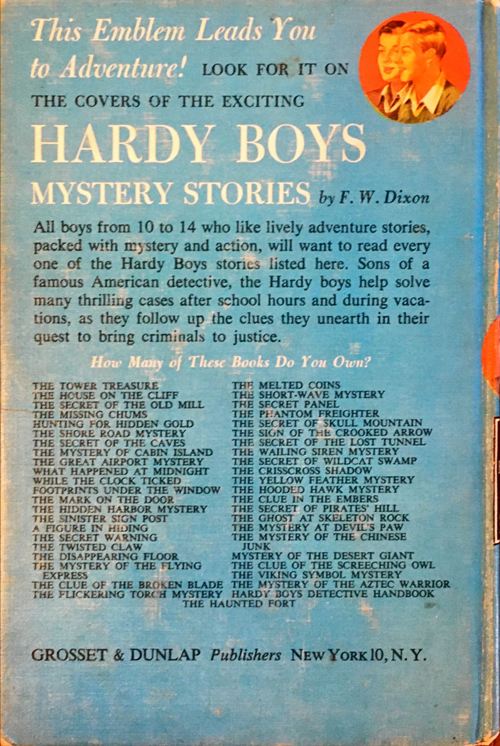 This Emblem Leads You
to Adventure! LOOK FOR IT ON
THE COVERS OF THE EXCITING
HARDY BOYS
MYSTERY STORIES by F. W. Dixon
All boys from 10 to 14 who like lively adventure stories,
packed with mystery and action, will want to read every
one of the Hardy Boys stories listed here. Sons of a
famous American detective, the Hardy boys help solve
many thrilling cases after school hours and during vaca-
tions, as they follow up the clues they unearth in their
quest to bring criminals to justice.
How Many of These Books Do You Own?
THE TOWER TREASURE
THE HOUSE ON THE CLIFF
THE SECRET OF THE OLD MILL
THE MISSING CHUMS
HUNTING FOR HIDDEN GOLD
THE SHORE ROAD MYSTERY
THE SECRET OF THE CAVES
THE MYSTERY OF CABIN ISLAND
THE GREAT AIRPORT MYSTERY
WHAT HAPPENED AT MIDNIGHT
WHILE THE CLOCK TICKED
FOOTPRINTS UNDER THE WINDOW
THE MARK ON THE DOOR
THE HIDDEN HARBOR MYSTERY
THE SINISTER SIGN POST
A FIGURE IN HIDING
THE SECRET WARNING
THE TWISTED CLAW
THE DISAPPEARING FLOOR
THE MYSTERY OF THE FLYING
EXPRESS
THE CLUE OF THE BROKEN BLADE
THE FLICKERING TORCH MYSTERY
THE MELTED COINS
THE SHORT-WAVE MYSTERY
THE SECRET PANEL
THE PHANTOM FREIGHTER
THE SECRET OF SKULL MOUNTAIN
THE SIGN OF THE CROOKED ARROW
THE SECRET OF THE LOST TUNNEL
THE WAILING SIREN MYSTERY
THE SECRET OF WILDCAT SWAMP
THE CRISSCROSS SHADOW
THE YELLOW FEATHER MYSTERY
THE HOODED HAWK MYSTERY
THE CLUE IN THE EMBERS
THE SECRET OF PIRATES' HILL
THE GHOST AT SKELETON ROCK
THE MYSTERY AT DEVIL'S PAW
THE MYSTERY OF THE CHINESE
JUNK
MYSTERY OF THE DESERT GIANT
THE CLUE OF THE SCREECHING OWL
THE VIKING SYMBOL MYSTERY
THE MYSTERY OF THE AZTEC WARRIOR
HARDY BOYS DETECTIVE HANDBOOK
THE HAUNTED FORT
GROSSET & DUNLAP Publishers NEW YORK 10, N. Y.